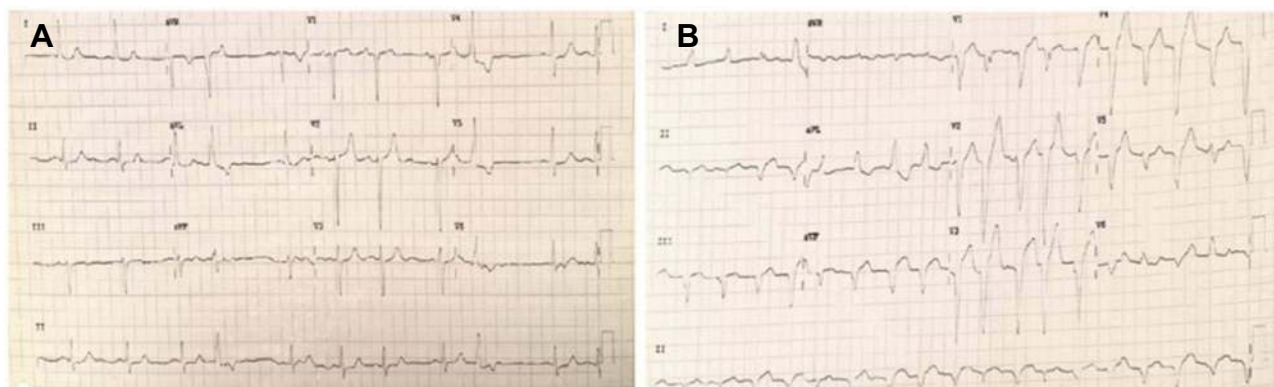 A
I aVR V1 V4
II aVL V2 V5
III aVF V3 V6
II
B
I aVR V1 V4
II aVL V2 V5
III aVF V3 V6
II